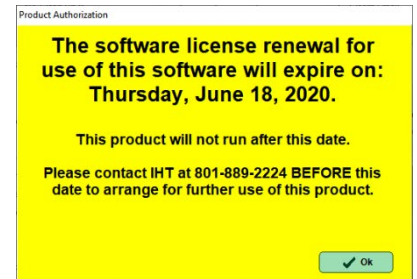 Product Authorization
The software license renewal for
use of this software will expire on:
Thursday, June 18, 2020.
This product will not run after this date.
Please contact IHT at 801-889-2224 BEFORE this
date to arrange for further use of this product.
Ok